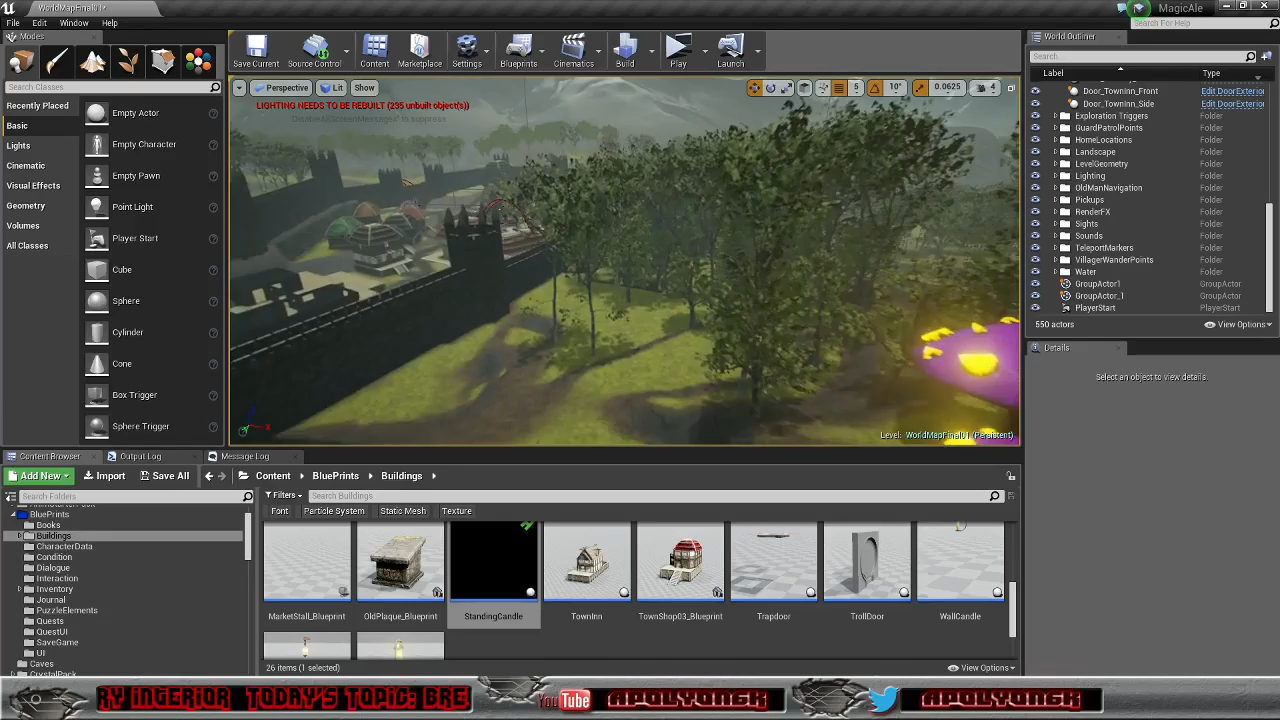 WorldMapFinal01*
MagicAle
File Edit Window Help
Search For Help
Modes
Search Classes
Recently Placed
Basic
Lights
Cinematic
Visual Effects
Geometry
Volumes
All Classes
Empty Actor
Empty Character
Empty Pawn
Point Light
Player Start
Cube
Sphere
Cylinder
Cone
Box Trigger
Sphere Trigger
Save Current
Source Control
Content
Marketplace
Settings
Blueprints
Cinematics
Build
Play
Launch
Perspective Lit Show
5 10° 0.0625 4
LIGHTING NEEDS TO BE REBUILT (235 unbuilt object(s))
'DisableAllScreenMessages' to suppress
Level: WorldMapFinal01 (Persistent)
World Outliner
Search...
Label Type
Door_TownInn_Front Edit DoorExterior
Door_TownInn_Side Edit DoorExterior
Exploration Triggers Folder
GuardPatrolPoints Folder
HomeLocations Folder
Landscape Folder
LevelGeometry Folder
Lighting Folder
OldManNavigation Folder
Pickups Folder
RenderFX Folder
Sights Folder
Sounds Folder
TeleportMarkers Folder
VillagerWanderPoints Folder
Water Folder
GroupActor1 GroupActor
GroupActor_1 GroupActor
PlayerStart PlayerStart
550 actors View Options
Details
Select an object to view details.
Content Browser Output Log Message Log
Add New Import Save All Content BluePrints Buildings
Search Folders
BluePrints
Books
Buildings
CharacterData
Condition
Dialogue
Interaction
Inventory
Journal
PuzzleElements
Quests
QuestUI
SaveGame
UI
Caves
CrystalPack
Filters Search Buildings
Font Particle System Static Mesh Texture
MarketStall_Blueprint OldPlaque_Blueprint StandingCandle TownInn TownShop03_Blueprint Trapdoor TrollDoor WallCandle
26 items (1 selected) View Options
RY INTERIOR TODAY'S TOPIC: BRE
YouTube APOLYONGK APOLYONGK